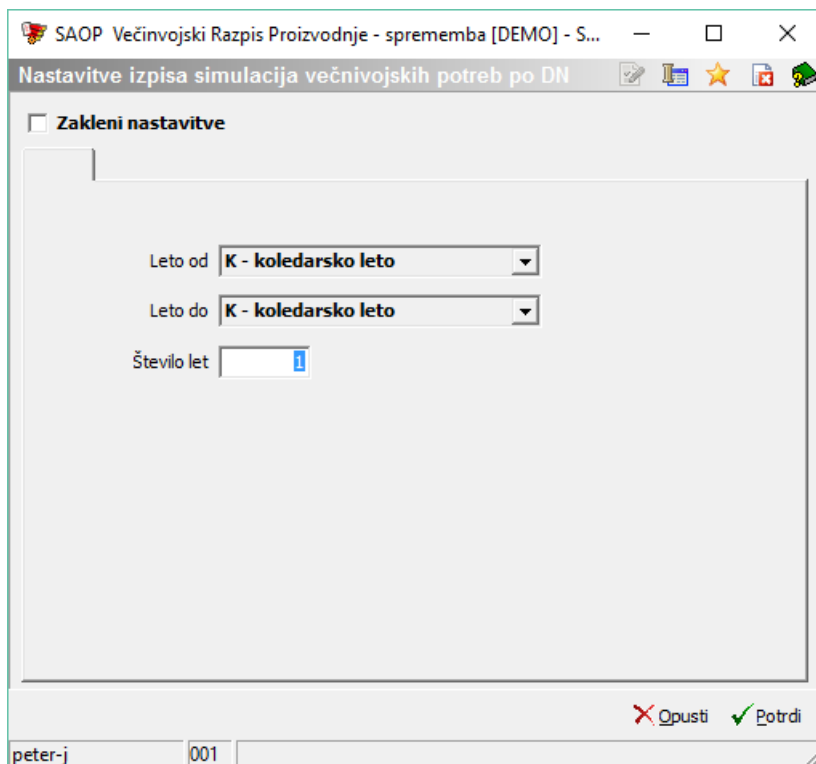 SAOP Večinvojski Razpis Proizvodnje - sprememba [DEMO] - S...
Nastavitve izpisa simulacija večnivojskih potreb po DN
Zakleni nastavitve
Leto od K - koledarsko leto
Leto do K - koledarsko leto
Število let 1
Opusti Potrdi
peter-j 001